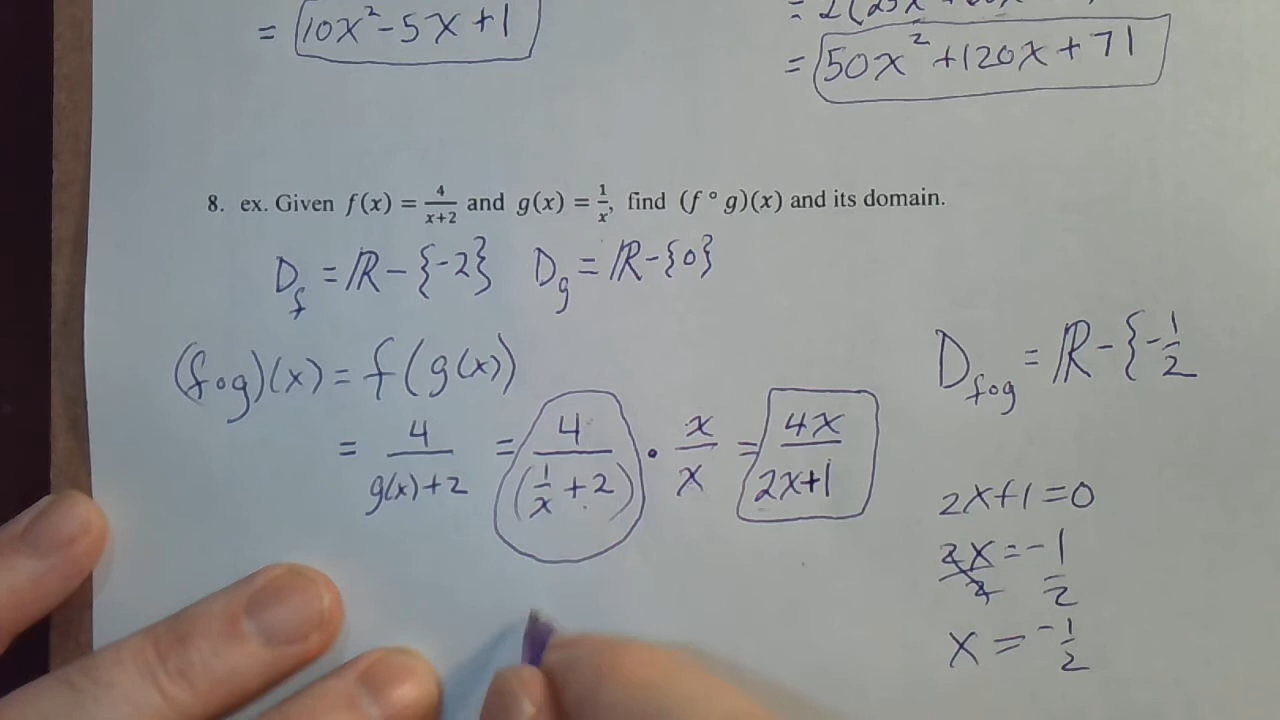 = 10x²-5x+1
= 50x²+120x+71
8. ex. Given f(x) = 4/(x+2) and g(x) = 1/x, find (f ∘ g)(x) and its domain.
D_f = ℝ-{-2} D_g = ℝ-{0}
(f∘g)(x) = f(g(x))
= 4/(g(x)+2) = 4/(1/x + 2) · x/x = 4x/(2x+1)
D_f∘g = ℝ-{-1/2
2x+1=0
2x/2 = -1/2
x = -1/2